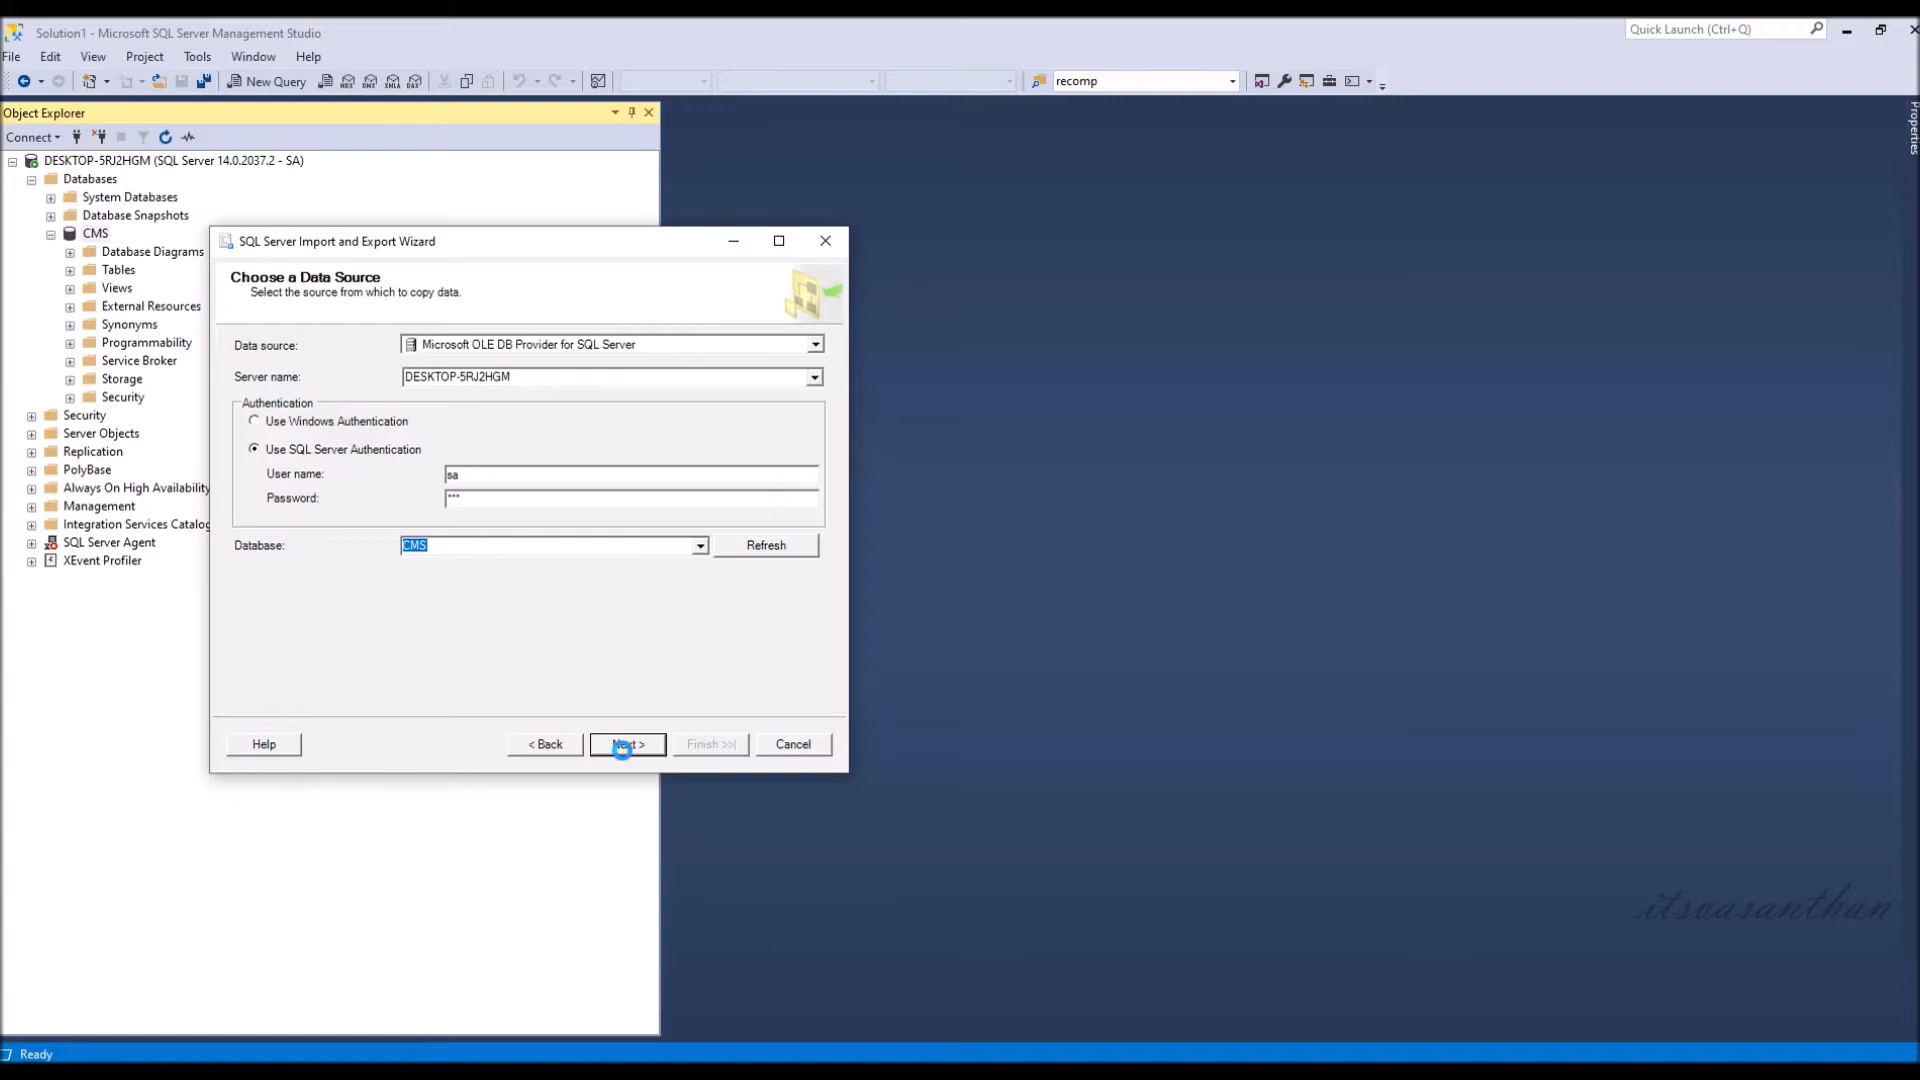 Solution1 - Microsoft SQL Server Management Studio
Quick Launch (Ctrl+Q)
File Edit View Project Tools Window Help
New Query
MDX DMX XMLA DAX
recomp
Object Explorer
Properties
Connect
DESKTOP-5RJ2HGM (SQL Server 14.0.2037.2 - SA)
Databases
System Databases
Database Snapshots
CMS
Database Diagrams
Tables
Views
External Resources
Synonyms
Programmability
Service Broker
Storage
Security
Security
Server Objects
Replication
PolyBase
Always On High Availability
Management
Integration Services Catalog
SQL Server Agent
XEvent Profiler
SQL Server Import and Export Wizard
Choose a Data Source
Select the source from which to copy data.
Data source: Microsoft OLE DB Provider for SQL Server
Server name: DESKTOP-5RJ2HGM
Authentication
Use Windows Authentication
Use SQL Server Authentication
User name: sa
Password: ***
Database: CMS Refresh
Help < Back Next > Finish >>| Cancel
itsvasanthan
Ready